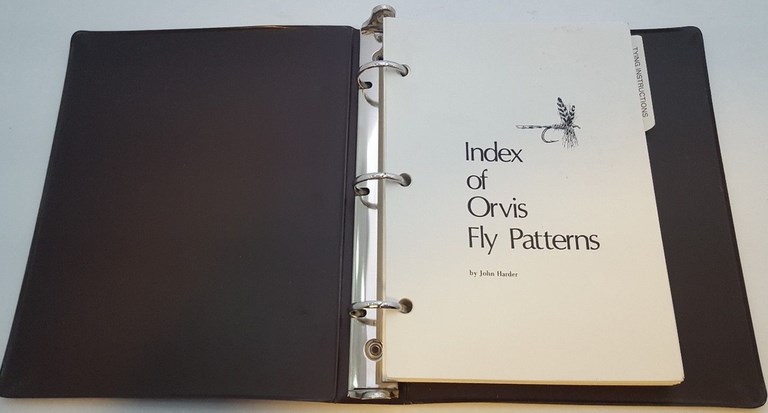 Index
of
Orvis
Fly Patterns
by John Harder
TYING INSTRUCTIONS